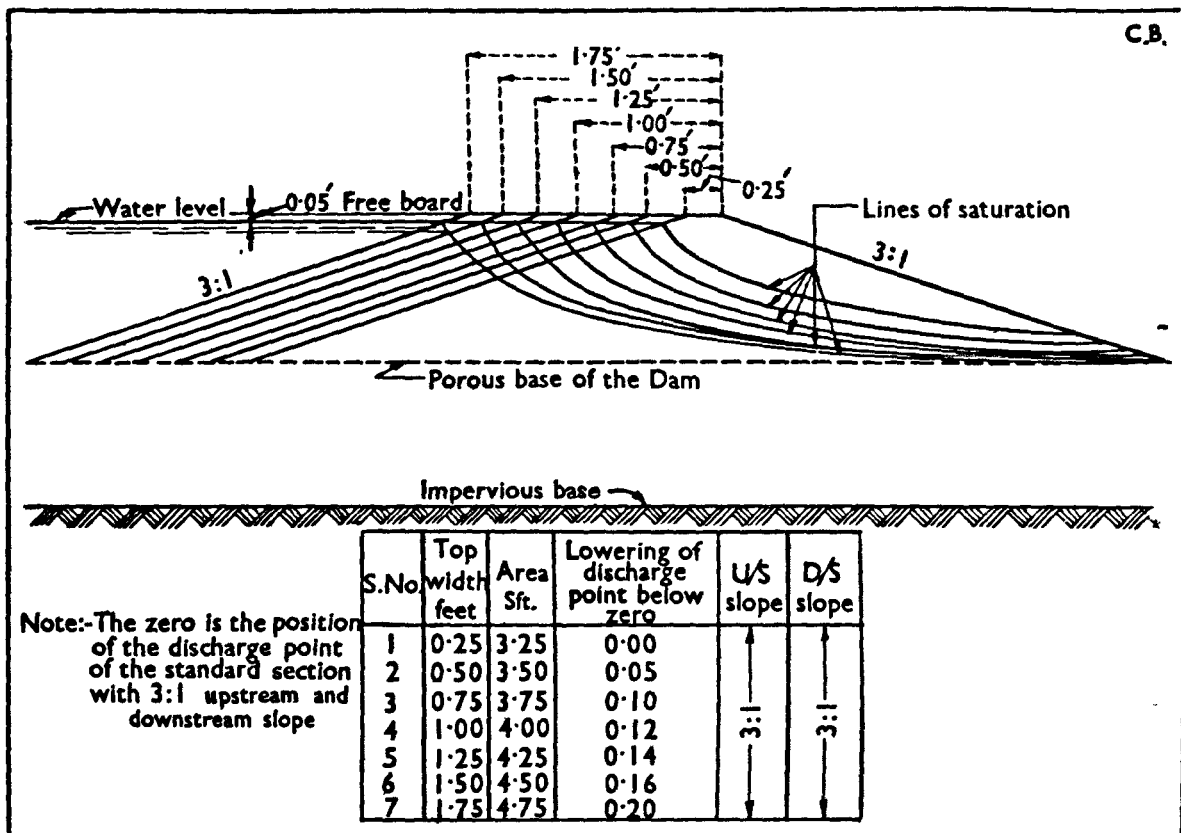 C.B.
1·75′
1·50′
1·25′
1·00′
0·75′
0·50′
0·25′
Water level
0·05′ Free board
Lines of saturation
3:1
3:1
Porous base of the Dam
Impervious base
Note:-The zero is the position
of the discharge point
of the standard section
with 3:1 upstream and
downstream slope
S.No. Top width feet Area Sft. Lowering of discharge point below zero U/S slope D/S slope
1 0·25 3·25 0·00
2 0·50 3·50 0·05
3 0·75 3·75 0·10
4 1·00 4·00 0·12
5 1·25 4·25 0·14
6 1·50 4·50 0·16
7 1·75 4·75 0·20
3:1 3:1